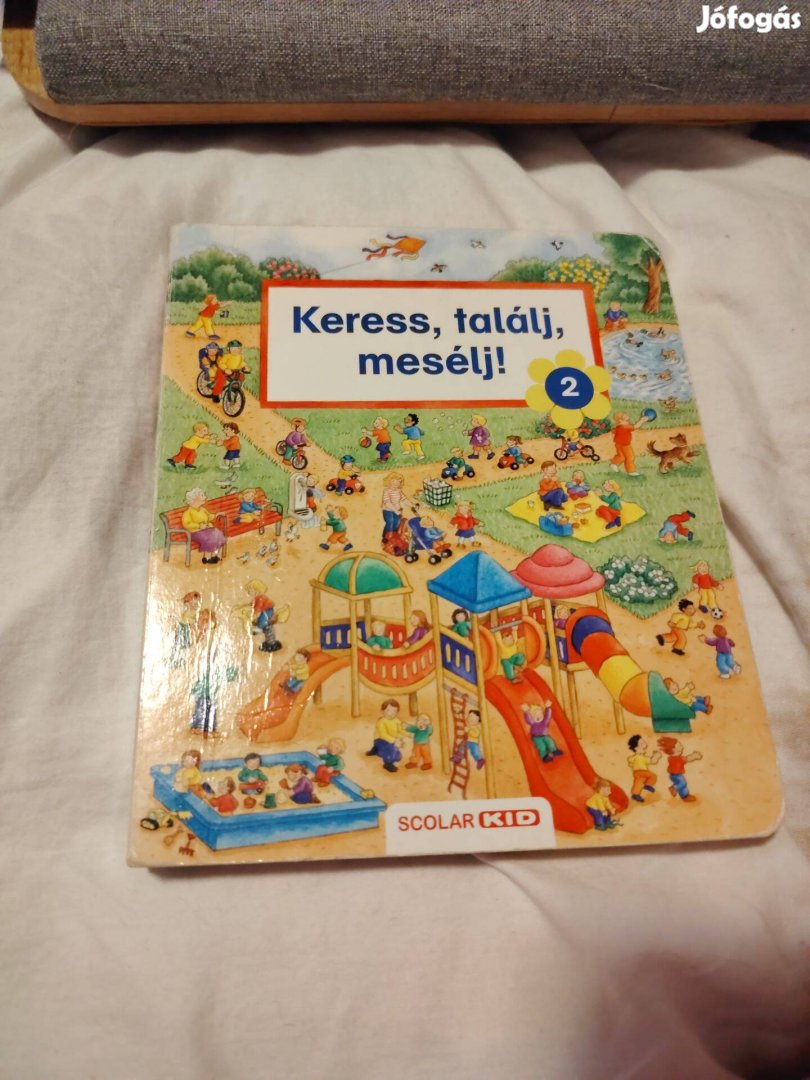 Jófogás
Keress, találj,
mesélj!
2
SCOLAR KID